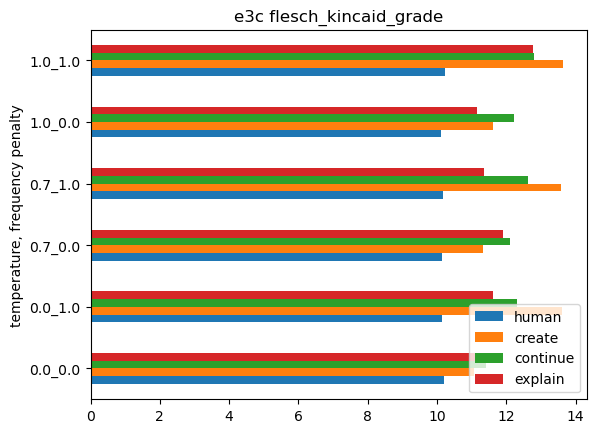 e3c flesch_kincaid_grade
temperature, frequency penalty
1.0_1.0
1.0_0.0
0.7_1.0
0.7_0.0
0.0_1.0
0.0_0.0
0 2 4 6 8 10 12 14
human
create
continue
explain